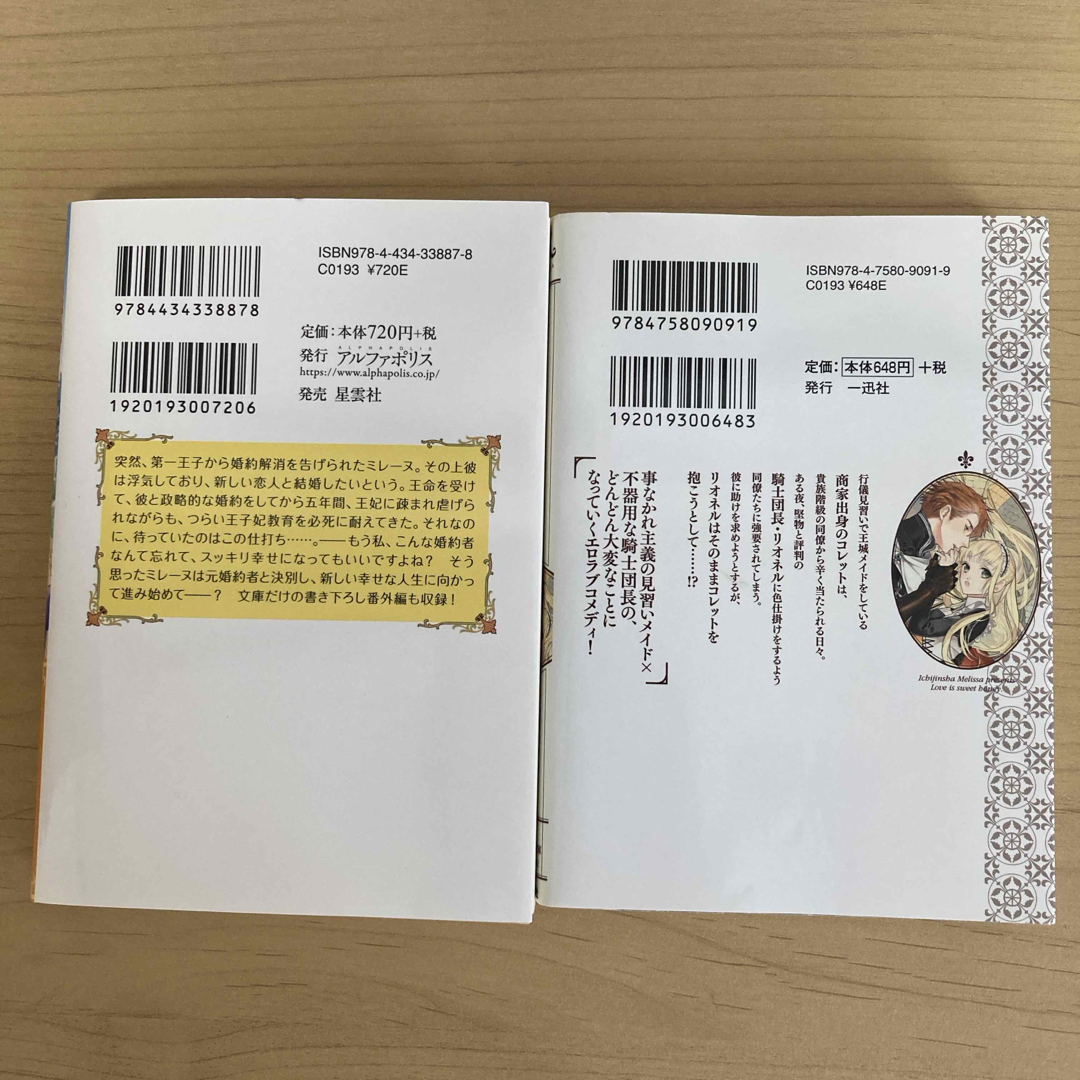 ISBN978-4-434-33887-8
C0193 ¥720E
9784434338878
定価：本体720円+税
ALPHAPOLIS
発行 アルファポリス
https://www.alphapolis.co.jp/
発売 星雲社
1920193007206
突然、第一王子から婚約解消を告げられたミレーヌ。その上彼
は浮気しており、新しい恋人と結婚したいという。王命を受け
て、彼と政略的な婚約をしてから五年間、王妃に疎まれ虐げら
れながらも、つらい王子妃教育を必死に耐えてきた。それなの
に、待っていたのはこの仕打ち……。――もう私、こんな婚約者
なんて忘れて、スッキリ幸せになってもいいですよね？　そう
思ったミレーヌは元婚約者と決別し、新しい幸せな人生に向かっ
て進み始めて――？　文庫だけの書き下ろし番外編も収録！
ISBN978-4-7580-9091-9
C0193 ¥648E
9784758090919
定価：本体648円+税
発行 一迅社
1920193006483
行儀見習いで王城メイドをしている
商家出身のコレットは、
貴族階級の同僚から辛く当たられる日々。
ある夜、堅物と評判の
騎士団長・リオネルに色仕掛けをするよう
同僚たちに強要されてしまう。
彼に助けを求めようとするが、
リオネルはそのままコレットを
抱こうとして……!?
事なかれ主義の見習いメイド×
不器用な騎士団長の、
どんどん大変なことに
なっていくエロラブコメディ！
Ichijinsha Melissa presents
Love is sweet honey.